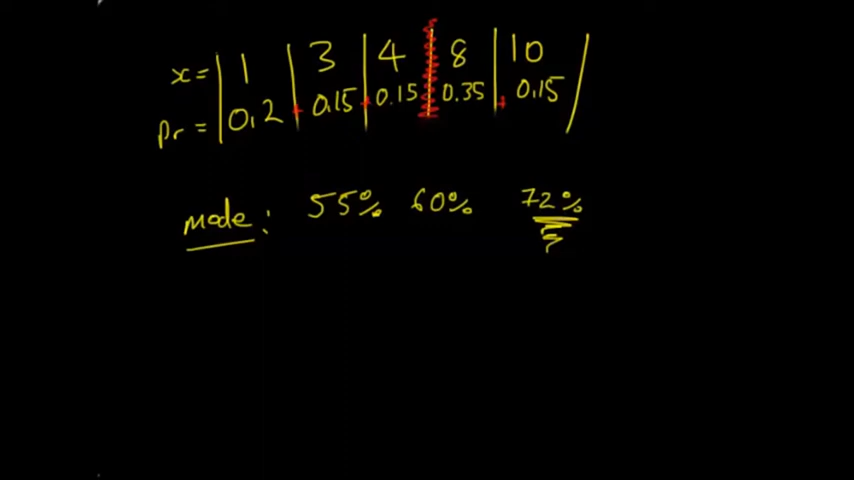 x= | 1 | 3 | 4 | 8 | 10 |
Pr = | 0.2 + 0.15 + 0.15 | 0.35 + 0.15 |
mode: 55% 60% 72%